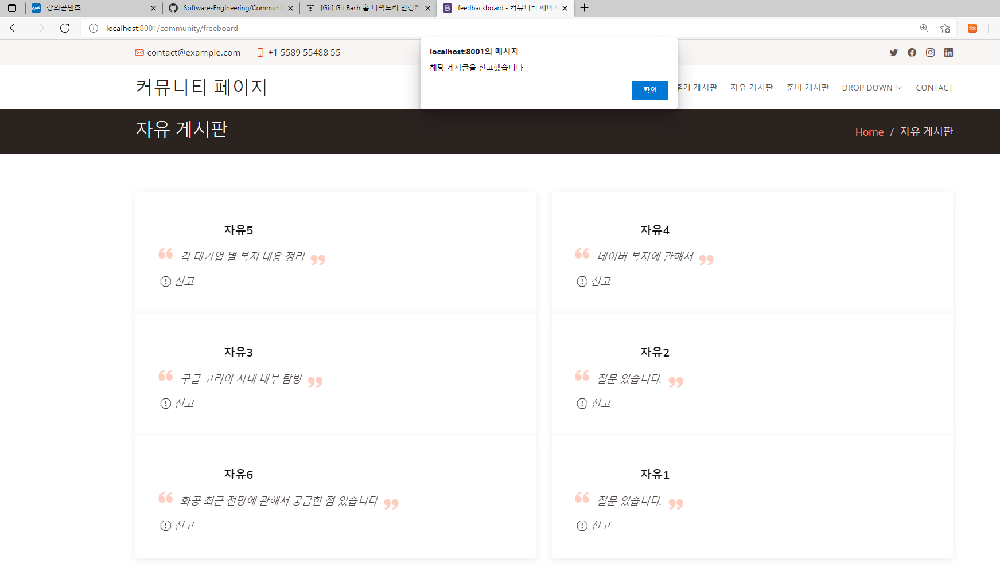 강의콘텐츠
Software-Engineering/Communi
[Git] Git Bash 홈 디렉토리 변경하
feedbackboard - 커뮤니티 페이지
localhost:8001/community/freeboard
contact@example.com
+1 5589 55488 55
localhost:8001의 메시지
해당 게시글을 신고했습니다
확인
커뮤니티 페이지
후기 게시판
자유 게시판
준비 게시판
DROP DOWN
CONTACT
자유 게시판
Home / 자유 게시판
자유5
각 대기업 별 복지 내용 정리
신고
자유4
네이버 복지에 관해서
신고
자유3
구글 코리아 사내 내부 탐방
신고
자유2
질문 있습니다.
신고
자유6
화공 최근 전망에 관해서 궁금한 점 있습니다
신고
자유1
질문 있습니다.
신고